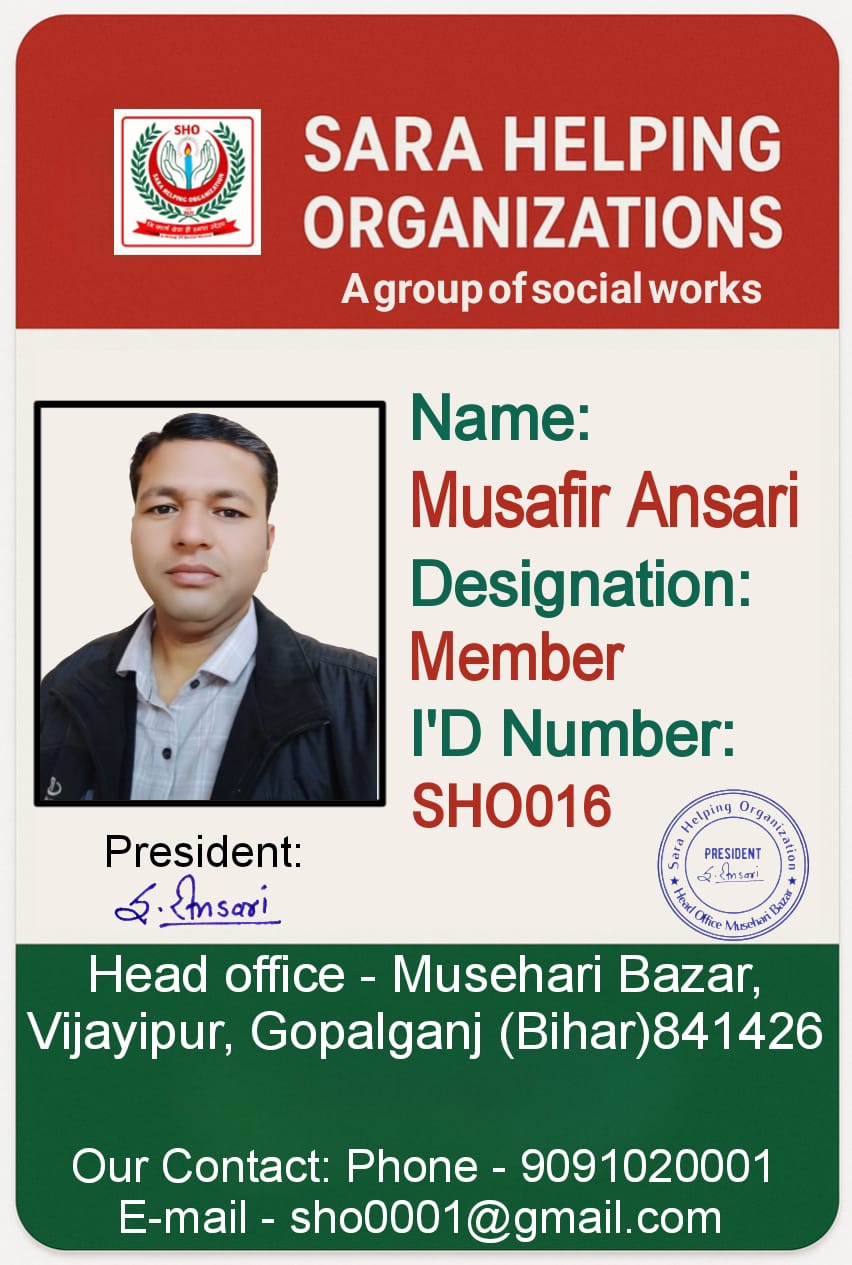 SHO
SARA HELPING ORGANIZATION
SARA HELPING
ORGANIZATIONS
A group of social works
Name:
Musafir Ansari
Designation:
Member
I'D Number:
SHO016
President:
S. Ansari
Sara Helping Organization
PRESIDENT
S. Ansari
★ Head Office Musehari Bazar ★
Head office - Musehari Bazar,
Vijayipur, Gopalganj (Bihar)841426
Our Contact: Phone - 9091020001
E-mail - sho0001@gmail.com